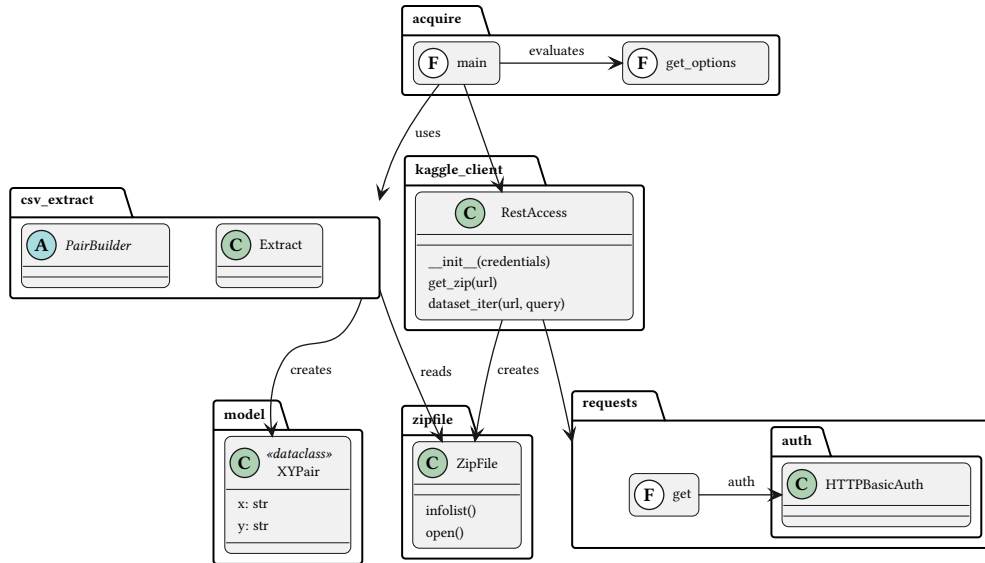 acquire
F main
evaluates
F get_options
uses
kaggle_client
C RestAccess
__init__(credentials)
get_zip(url)
dataset_iter(url, query)
csv_extract
A PairBuilder
C Extract
creates
reads
creates
model
C «dataclass»
XYPair
x: str
y: str
zipfile
C ZipFile
infolist()
open()
requests
F get
auth
auth
C HTTPBasicAuth